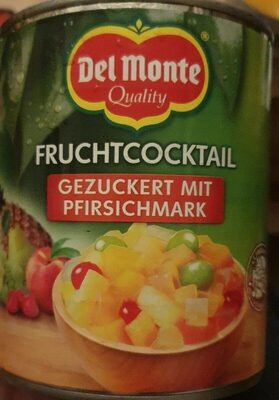 Del Monte
Quality
FRUCHTCOCKTAIL
GEZUCKERT MIT
PFIRSICHMARK